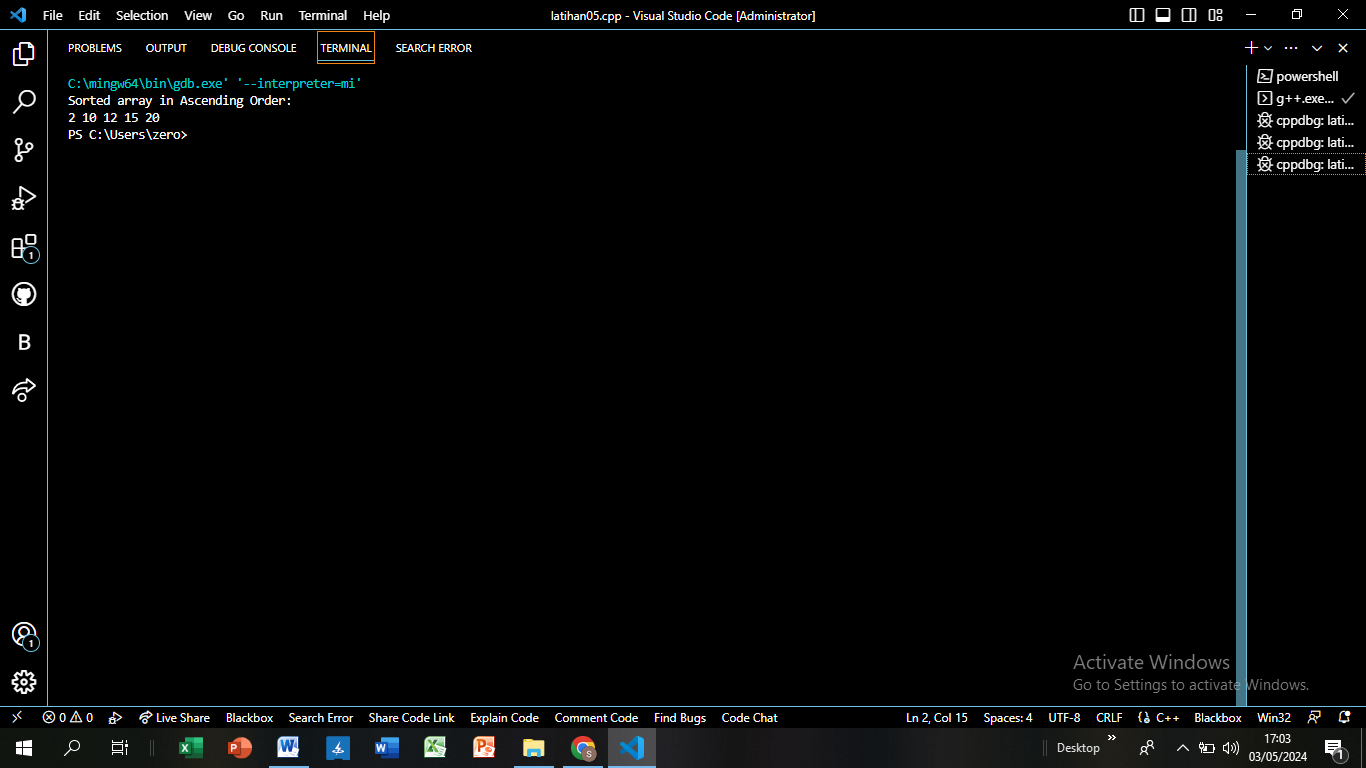 File Edit Selection View Go Run Terminal Help
latihan05.cpp - Visual Studio Code [Administrator]
PROBLEMS OUTPUT DEBUG CONSOLE TERMINAL SEARCH ERROR
C:\mingw64\bin\gdb.exe' '--interpreter=mi'
Sorted array in Ascending Order:
2 10 12 15 20
PS C:\Users\zero>
powershell
g++.exe...
cppdbg: lati...
cppdbg: lati...
cppdbg: lati...
1
B
1
Activate Windows
Go to Settings to activate Windows.
0 0 Live Share Blackbox Search Error Share Code Link Explain Code Comment Code Find Bugs Code Chat Ln 2, Col 15 Spaces: 4 UTF-8 CRLF {} C++ Blackbox Win32
Desktop
17:03
03/05/2024
1